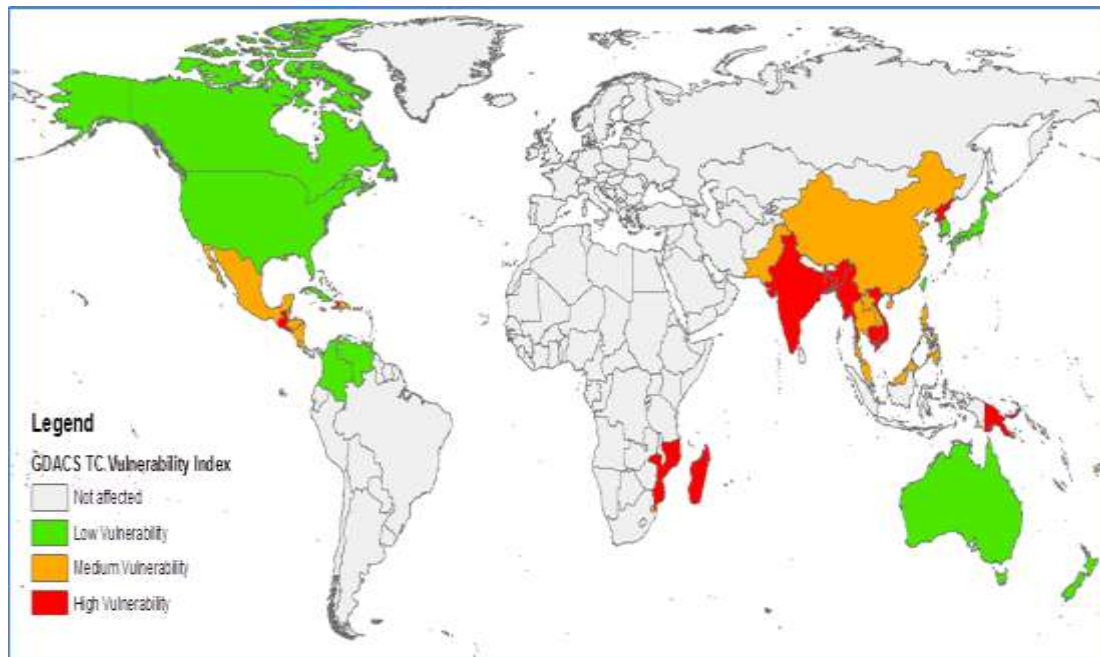 Legend
GDACS TC Vulnerability Index
Not affected
Low Vulnerability
Medium Vulnerability
High Vulnerability